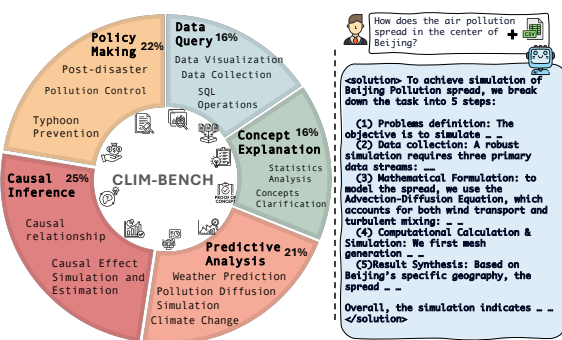 Policy
Making 22%
Post-disaster
Pollution Control
Typhoon
Prevention
Data
Query 16%
Data Visualization
Data Collection
SQL
Operations
Concept 16%
Explanation
Statistics
Analysis
Concepts
Clarification
Causal 25%
Inference
Causal
relationship
Causal Effect
Simulation and
Estimation
Predictive
Analysis 21%
Weather Prediction
Pollution Diffusion
Simulation
Climate Change
CLIM-BENCH
PROOF OF
CONCEPT
How does the air pollution
spread in the center of
Beijing?
+
CSV
<solution> To achieve simulation of
Beijing Pollution spread, we break
down the task into 5 steps:
(1) Problems definition: The
objective is to simulate … …
(2) Data collection: A robust
simulation requires three primary
data streams: ……
(3) Mathematical Formulation: to
model the spread, we use the
Advection-Diffusion Equation, which
accounts for both wind transport and
turbulent mixing: … …
(4) Computational Calculation &
Simulation: We first mesh
generation … …
(5)Result Synthesis: Based on
Beijing’s specific geography, the
spread … …
Overall, the simulation indicates … …
</solution>